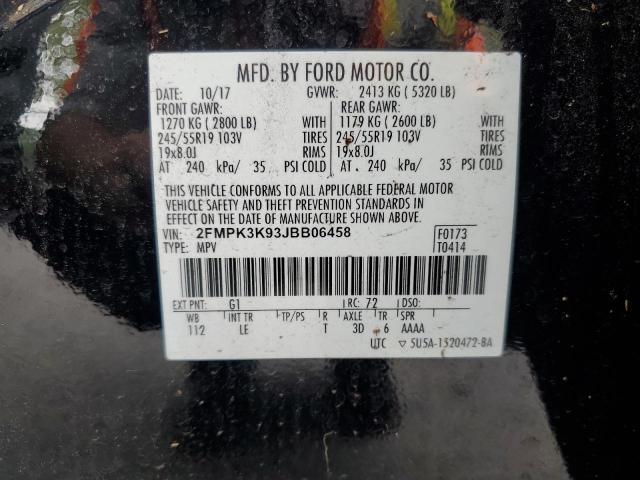 MFD. BY FORD MOTOR CO.
DATE: 10/17 GVWR: 2413 KG ( 5320 LB)
FRONT GAWR: REAR GAWR:
1270 KG ( 2800 LB) WITH 1179 KG ( 2600 LB) WITH
245/55R19 103V TIRES 245/55R19 103V TIRES
19x8.0J RIMS 19x8.0J RIMS
AT 240 kPa/ 35 PSI COLD AT 240 kPa/ 35 PSI COLD
THIS VEHICLE CONFORMS TO ALL APPLICABLE FEDERAL MOTOR
VEHICLE SAFETY AND THEFT PREVENTION STANDARDS IN
EFFECT ON THE DATE OF MANUFACTURE SHOWN ABOVE.
VIN: 2FMPK3K93JBB06458 F0173
TYPE: MPV T0414
EXT PNT: G1 RC: 72 DSO:
WB INT TR TP/PS R AXLE TR SPR
112 LE T 3D 6 AAAA
UTC ▽ 5U5A-1520472-BA